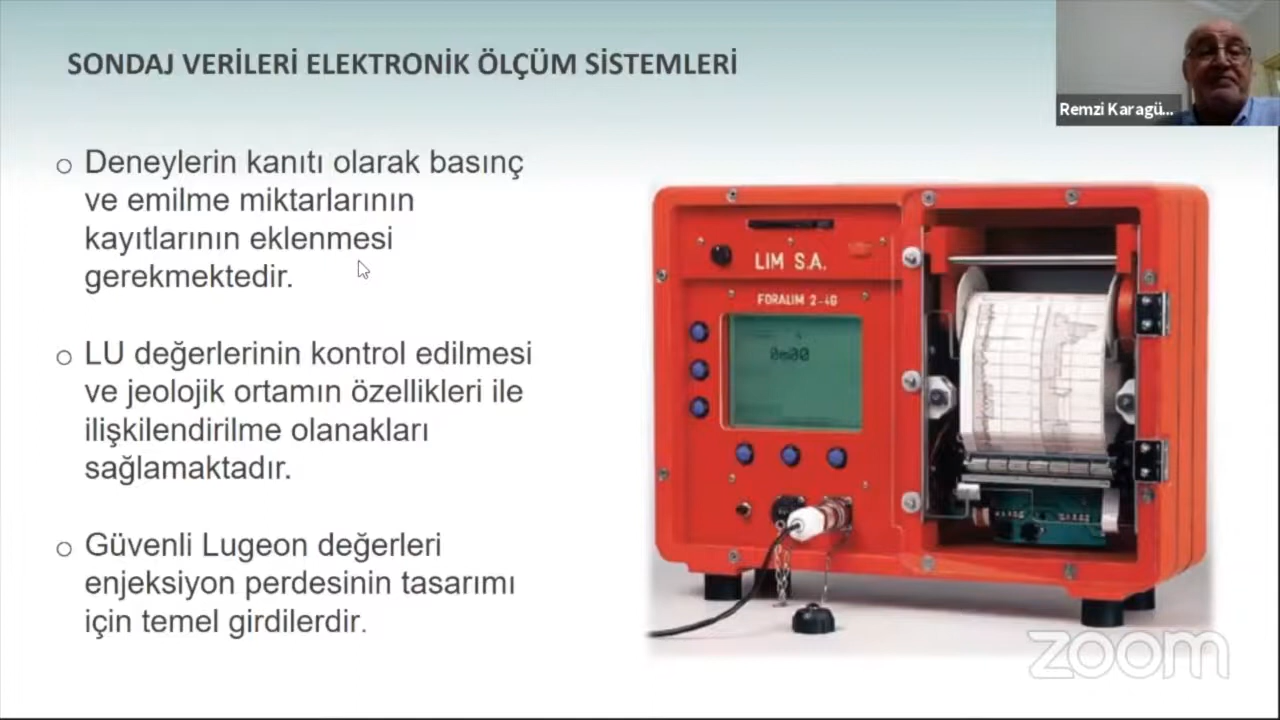 SONDAJ VERİLERİ ELEKTRONİK ÖLÇÜM SİSTEMLERİ
Remzi Karagü...
Deneylerin kanıtı olarak basınç
ve emilme miktarlarının
kayıtlarının eklenmesi
gerekmektedir.
LU değerlerinin kontrol edilmesi
ve jeolojik ortamın özellikleri ile
ilişkilendirilme olanakları
sağlamaktadır.
Güvenli Lugeon değerleri
enjeksiyon perdesinin tasarımı
için temel girdilerdir.
LIM S.A.
FORALIM 2-4G
zoom